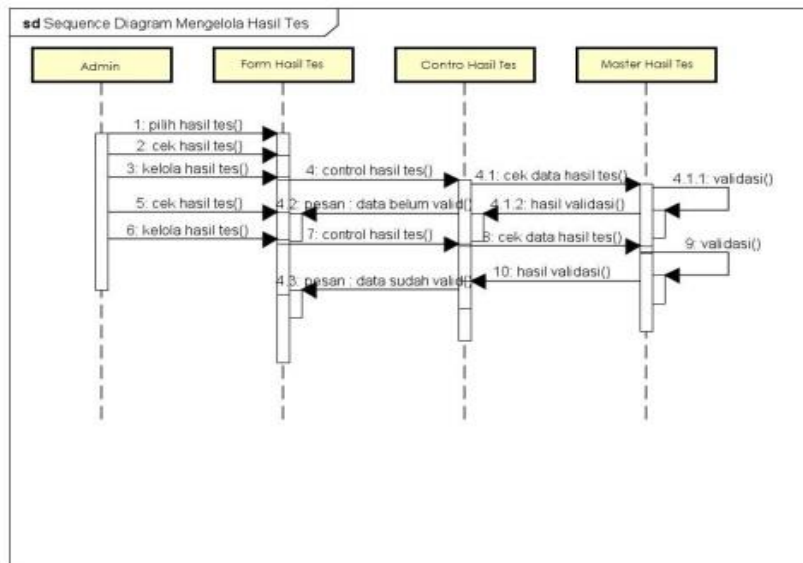 sd Sequence Diagram Mengelola Hasil Tes
Admin
Form Hasil Tes
Contro Hasil Tes
Master Hasil Tes
1: pilih hasil tes()
2: cek hasil tes()
3: kelola hasil tes()
4: control hasil tes()
4.1: cek data hasil tes()
4.1.1: validasi()
5: cek hasil tes()
4.2: pesan : data belum valid()
4.1.2: hasil validasi()
6: kelola hasil tes()
7: control hasil tes()
8: cek data hasil tes()
9: validasi()
10: hasil validasi()
4.3: pesan : data sudah valid()